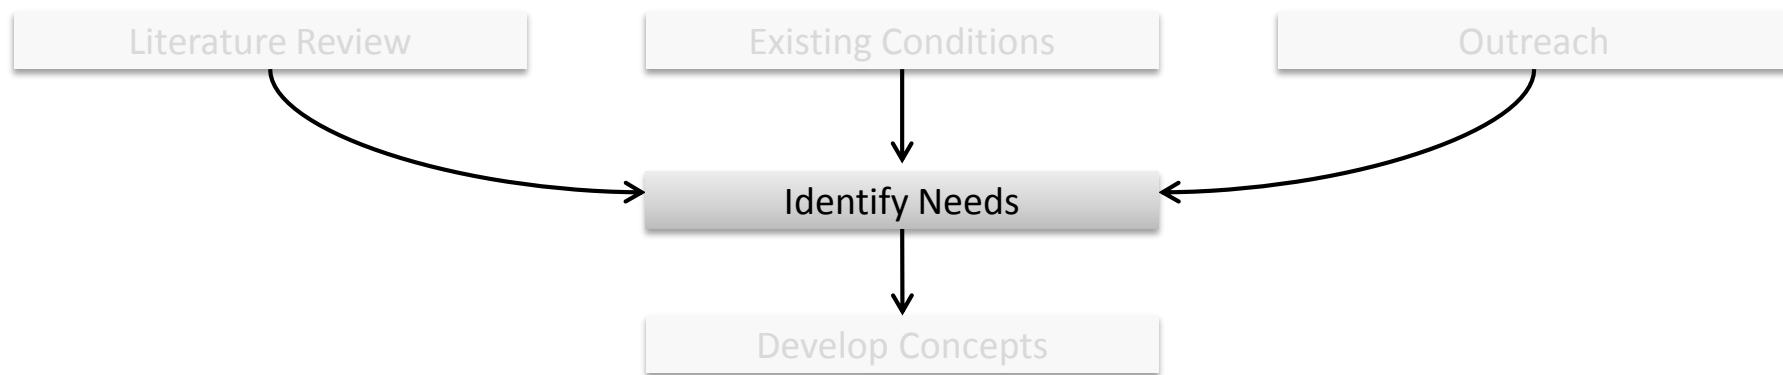 Literature Review
Existing Conditions
Outreach
Identify Needs
Develop Concepts